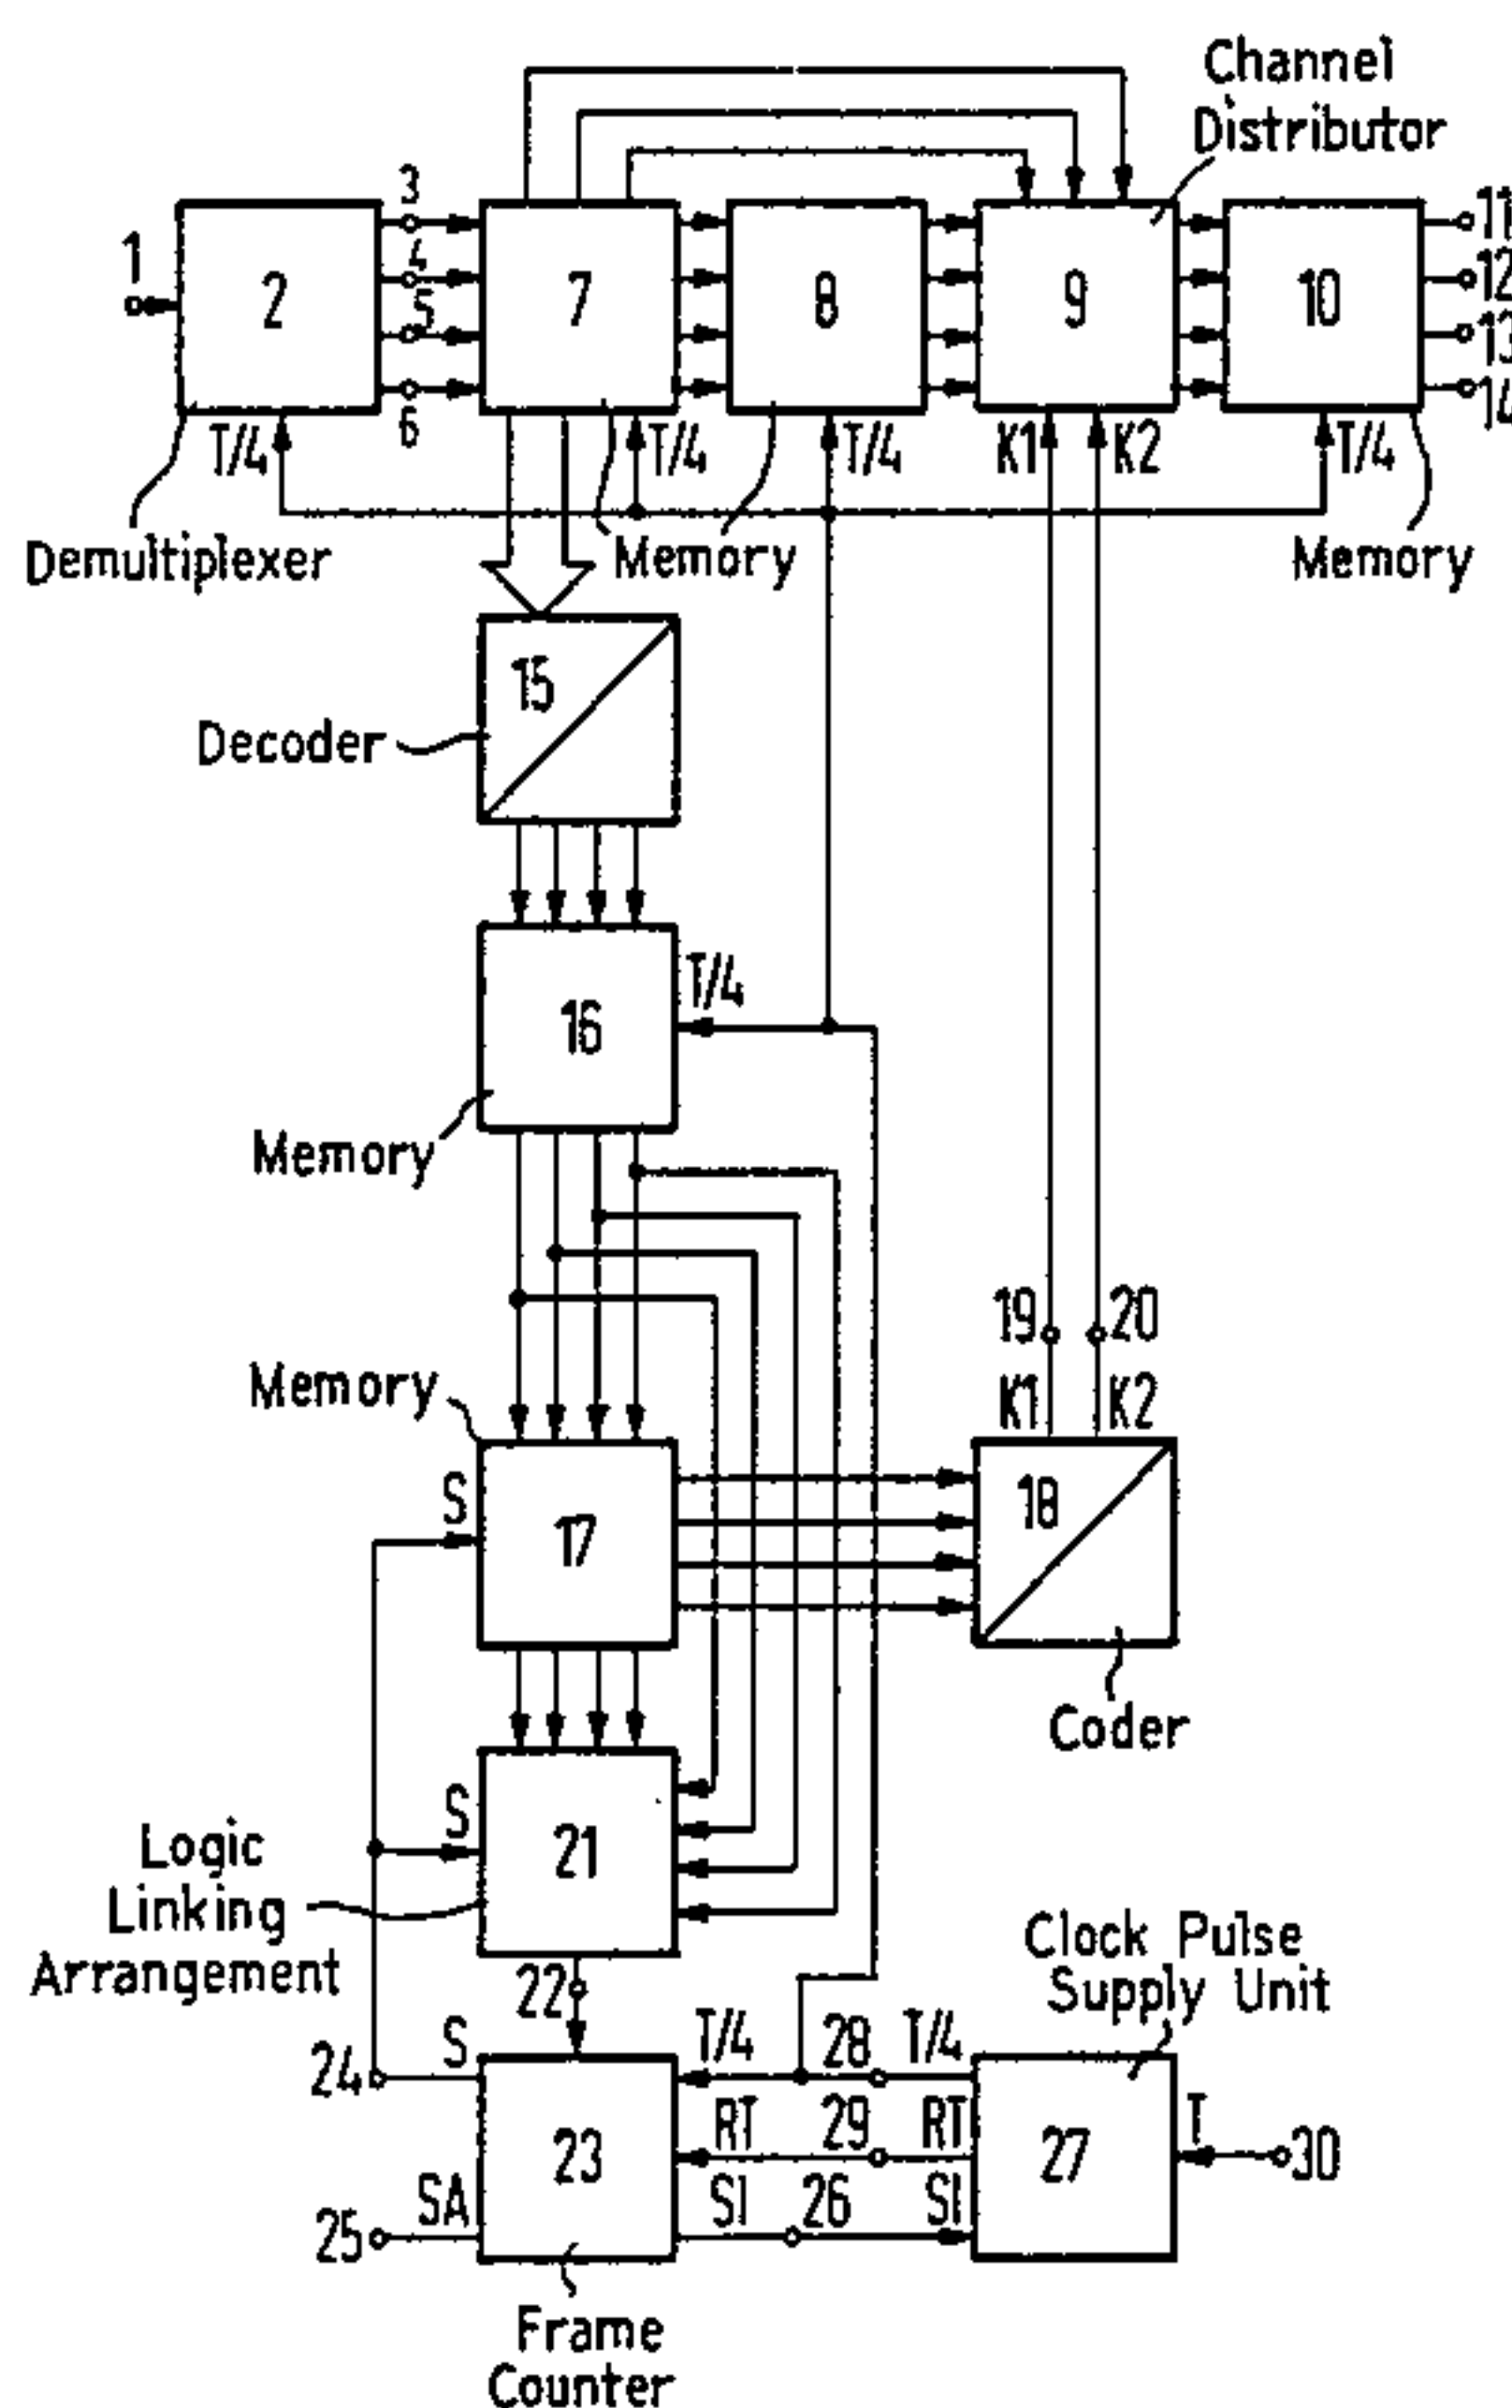 Channel
Distributor
1
2
3
4
5
6
7
8
9
10
11
12
13
14
T/4
T/4
T/4
K1
K2
T/4
Demultiplexer
Memory
Memory
15
Decoder
16
T/4
Memory
19
20
K1
K2
Memory
S
17
18
Coder
S
21
Logic
Linking
Arrangement
22
Clock Pulse
Supply Unit
24
S
T/4
28
T/4
23
RT
29
RT
27
T
30
25
SA
SI
26
SI
Frame
Counter